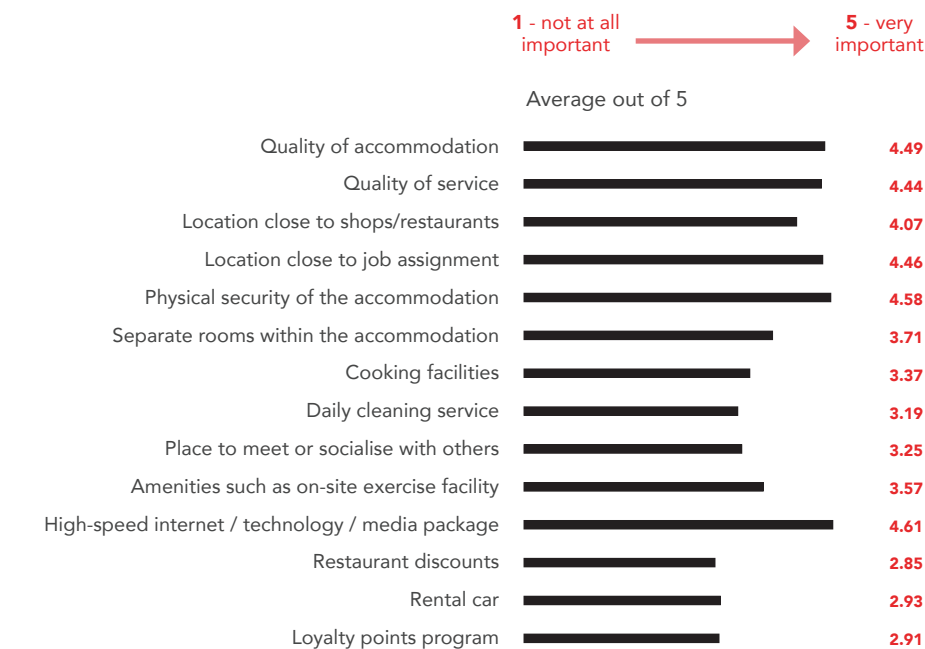 1 - not at all
important
5 - very
important
Average out of 5
Quality of accommodation 4.49
Quality of service 4.44
Location close to shops/restaurants 4.07
Location close to job assignment 4.46
Physical security of the accommodation 4.58
Separate rooms within the accommodation 3.71
Cooking facilities 3.37
Daily cleaning service 3.19
Place to meet or socialise with others 3.25
Amenities such as on-site exercise facility 3.57
High-speed internet / technology / media package 4.61
Restaurant discounts 2.85
Rental car 2.93
Loyalty points program 2.91